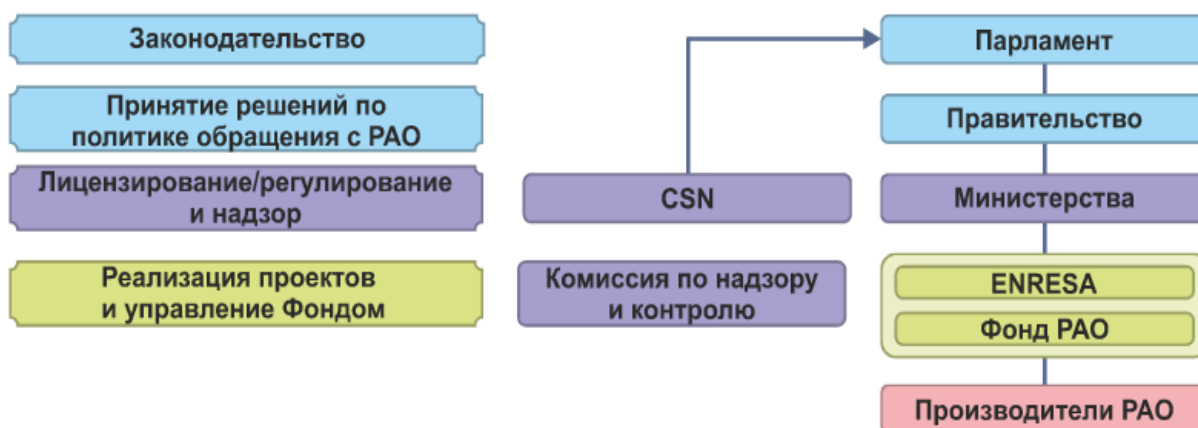 Законодательство
Парламент
Принятие решений по
политике обращения с РАО
Правительство
Лицензирование/регулирование
и надзор
CSN
Министерства
Реализация проектов
и управление Фондом
Комиссия по надзору
и контролю
ENRESA
Фонд РАО
Производители РАО